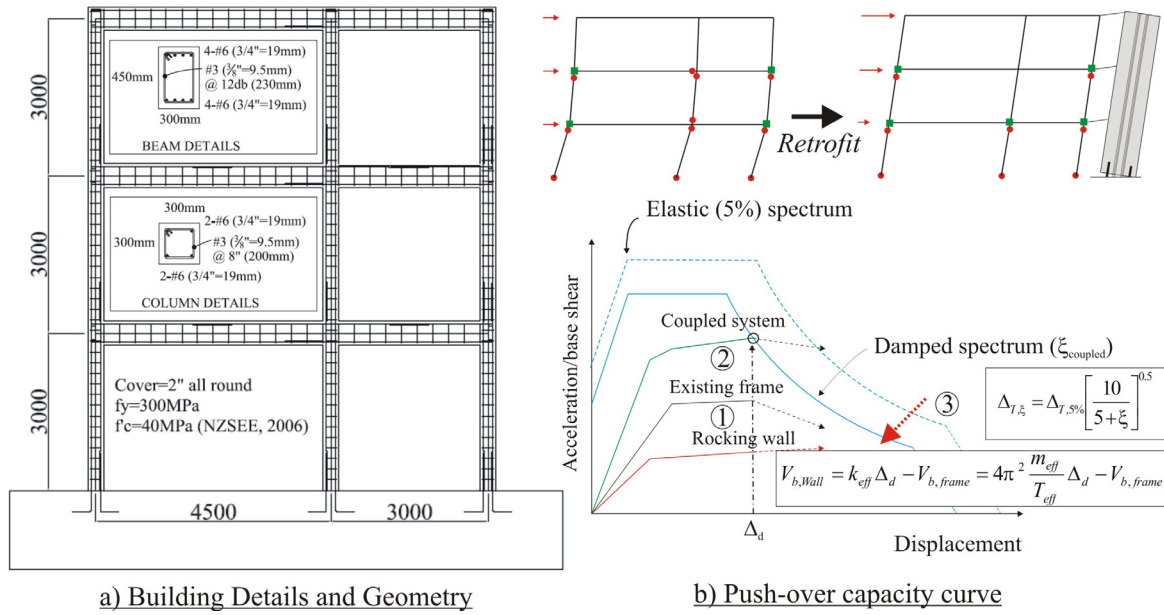 3000
3000
3000
450mm
4-#6 (3/4"=19mm)
#3 (⅜"=9.5mm)
@ 12db (230mm)
4-#6 (3/4"=19mm)
300mm
BEAM DETAILS
300mm
300mm
2-#6 (3/4"=19mm)
#3 (⅜"=9.5mm)
@ 8" (200mm)
2-#6 (3/4"=19mm)
COLUMN DETAILS
Cover=2" all round
fy=300MPa
f'c=40MPa (NZSEE, 2006)
4500
3000
a) Building Details and Geometry
Retrofit
Elastic (5%) spectrum
Acceleration/base shear
Coupled system
②
Damped spectrum (ξcoupled)
Existing frame
①
③
Rocking wall
Δ_{T,ξ} = Δ_{T,5%} [10/(5+ξ)]^{0.5}
V_{b,Wall} = k_{eff} Δ_d − V_{b,frame} = 4π² (m_{eff}/T_{eff}) Δ_d − V_{b,frame}
Δ_d
Displacement
b) Push-over capacity curve